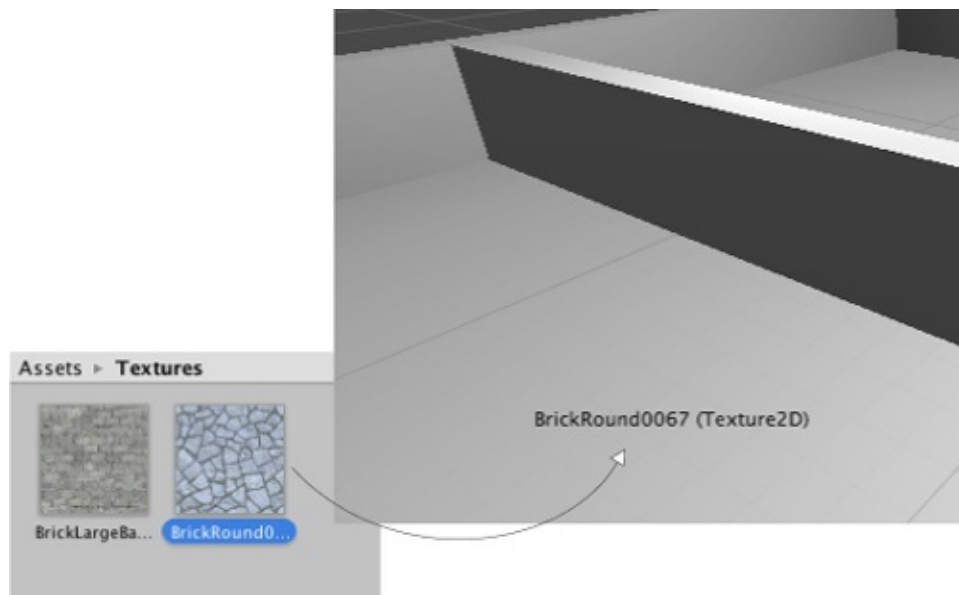 BrickRound0067 (Texture2D)
Assets ▸ Textures
BrickLargeBa...
BrickRound0...